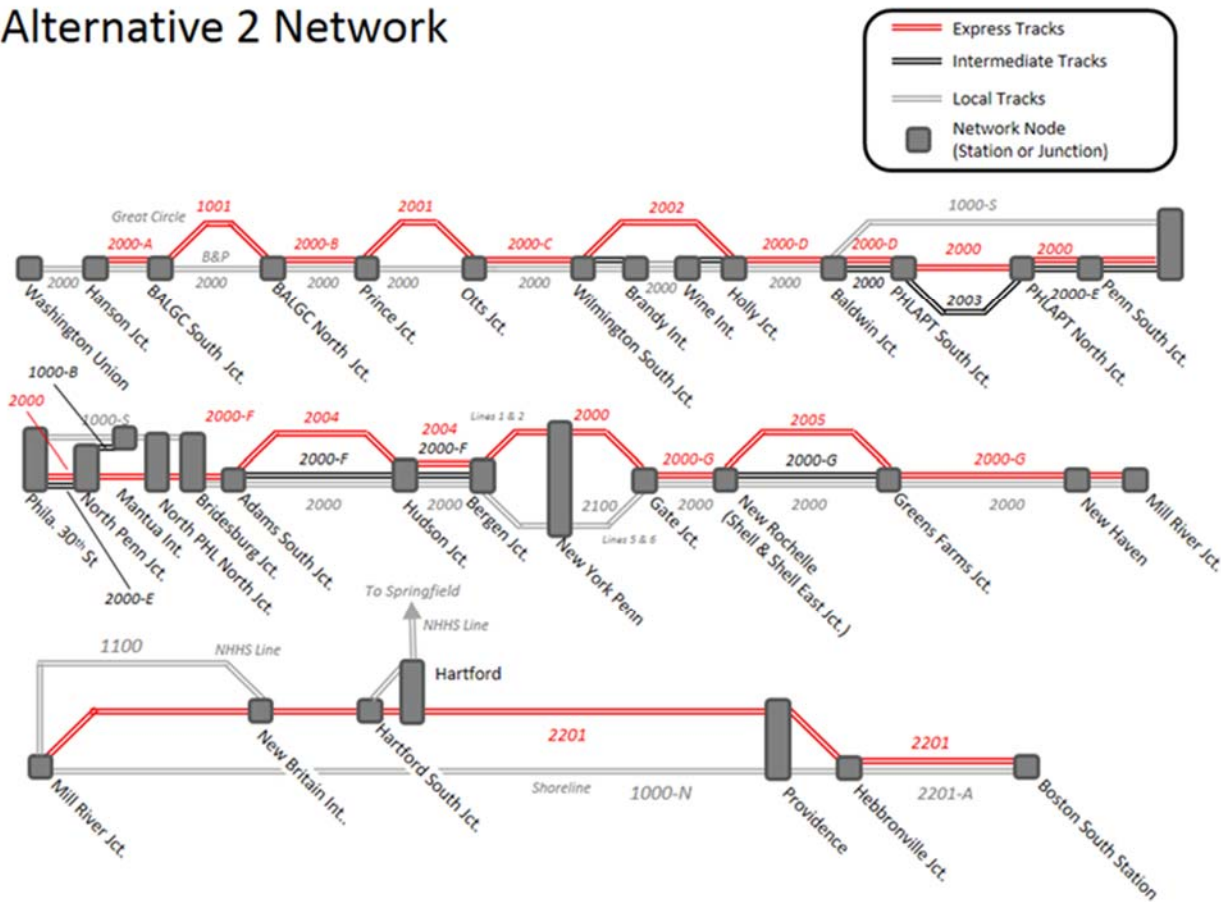 Alternative 2 Network
Express Tracks
Intermediate Tracks
Local Tracks
Network Node
(Station or Junction)
Great Circle
1001
2001
2002
1000-S
2000-A
B&P
2000-B
2000-C
2000-D
2000-D
2000
2000
2000
2000
2000
2000
2000
2000
2000
2000
2000
2003
2000-E
Washington Union
Hanson Jct.
BALGC South Jct.
BALGC North Jct.
Prince Jct.
Otts Jct.
Wilmington South Jct.
Brandy Int.
Wine Int.
Holly Jct.
Baldwin Jct.
PHLAPT South Jct.
PHLAPT North Jct.
Penn South Jct.
1000-B
2000
1000-S
2000-F
2004
2004
Lines 1 & 2
2000
2005
2000-F
2000-F
2000-G
2000-G
2000-G
2000
2000
2100
2000
2000
2000
Lines 5 & 6
Phila. 30th St
North Penn Jct.
Mantua Int.
North PHL North Jct.
Bridesburg Jct.
Adams South Jct.
Hudson Jct.
Bergen Jct.
New York Penn
Gate Jct.
New Rochelle
(Shell & Shell East Jct.)
Greens Farms Jct.
New Haven
Mill River Jct.
2000-E
To Springfield
NHHS Line
1100
NHHS Line
Hartford
2201
2201
Shoreline
1000-N
2201-A
Mill River Jct.
New Britain Int..
Hartford South Jct.
Providence
Hebbronville Jct.
Boston South Station